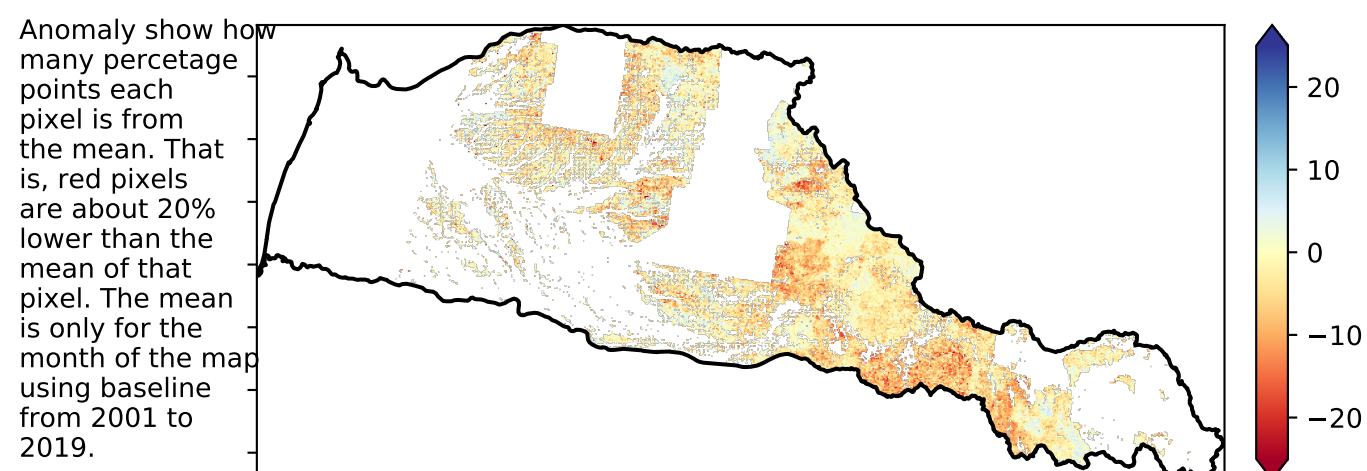 Anomaly show how
many percetage
points each
pixel is from
the mean. That
is, red pixels
are about 20%
lower than the
mean of that
pixel. The mean
is only for the
month of the map
using baseline
from 2001 to
2019.
20
10
0
−10
−20